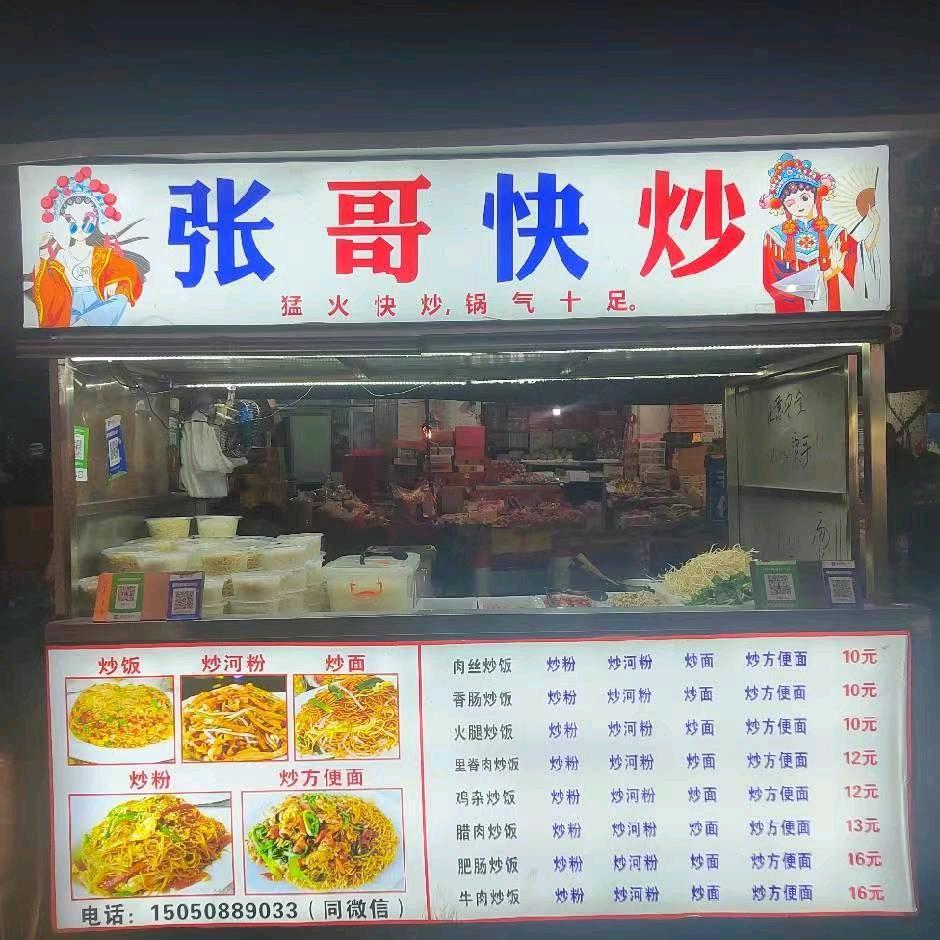 张哥快炒
猛火快炒,锅气十足。
炒饭 炒河粉 炒面
炒粉 炒方便面
电话：15050889033（同微信）
肉丝炒饭 炒粉 炒河粉 炒面 炒方便面 10元
香肠炒饭 炒粉 炒河粉 炒面 炒方便面 10元
火腿炒饭 炒粉 炒河粉 炒面 炒方便面 10元
里脊肉炒饭 炒粉 炒河粉 炒面 炒方便面 12元
鸡杂炒饭 炒粉 炒河粉 炒面 炒方便面 12元
腊肉炒饭 炒粉 炒河粉 炒面 炒方便面 13元
肥肠炒饭 炒粉 炒河粉 炒面 炒方便面 16元
牛肉炒饭 炒粉 炒河粉 炒面 炒方便面 16元